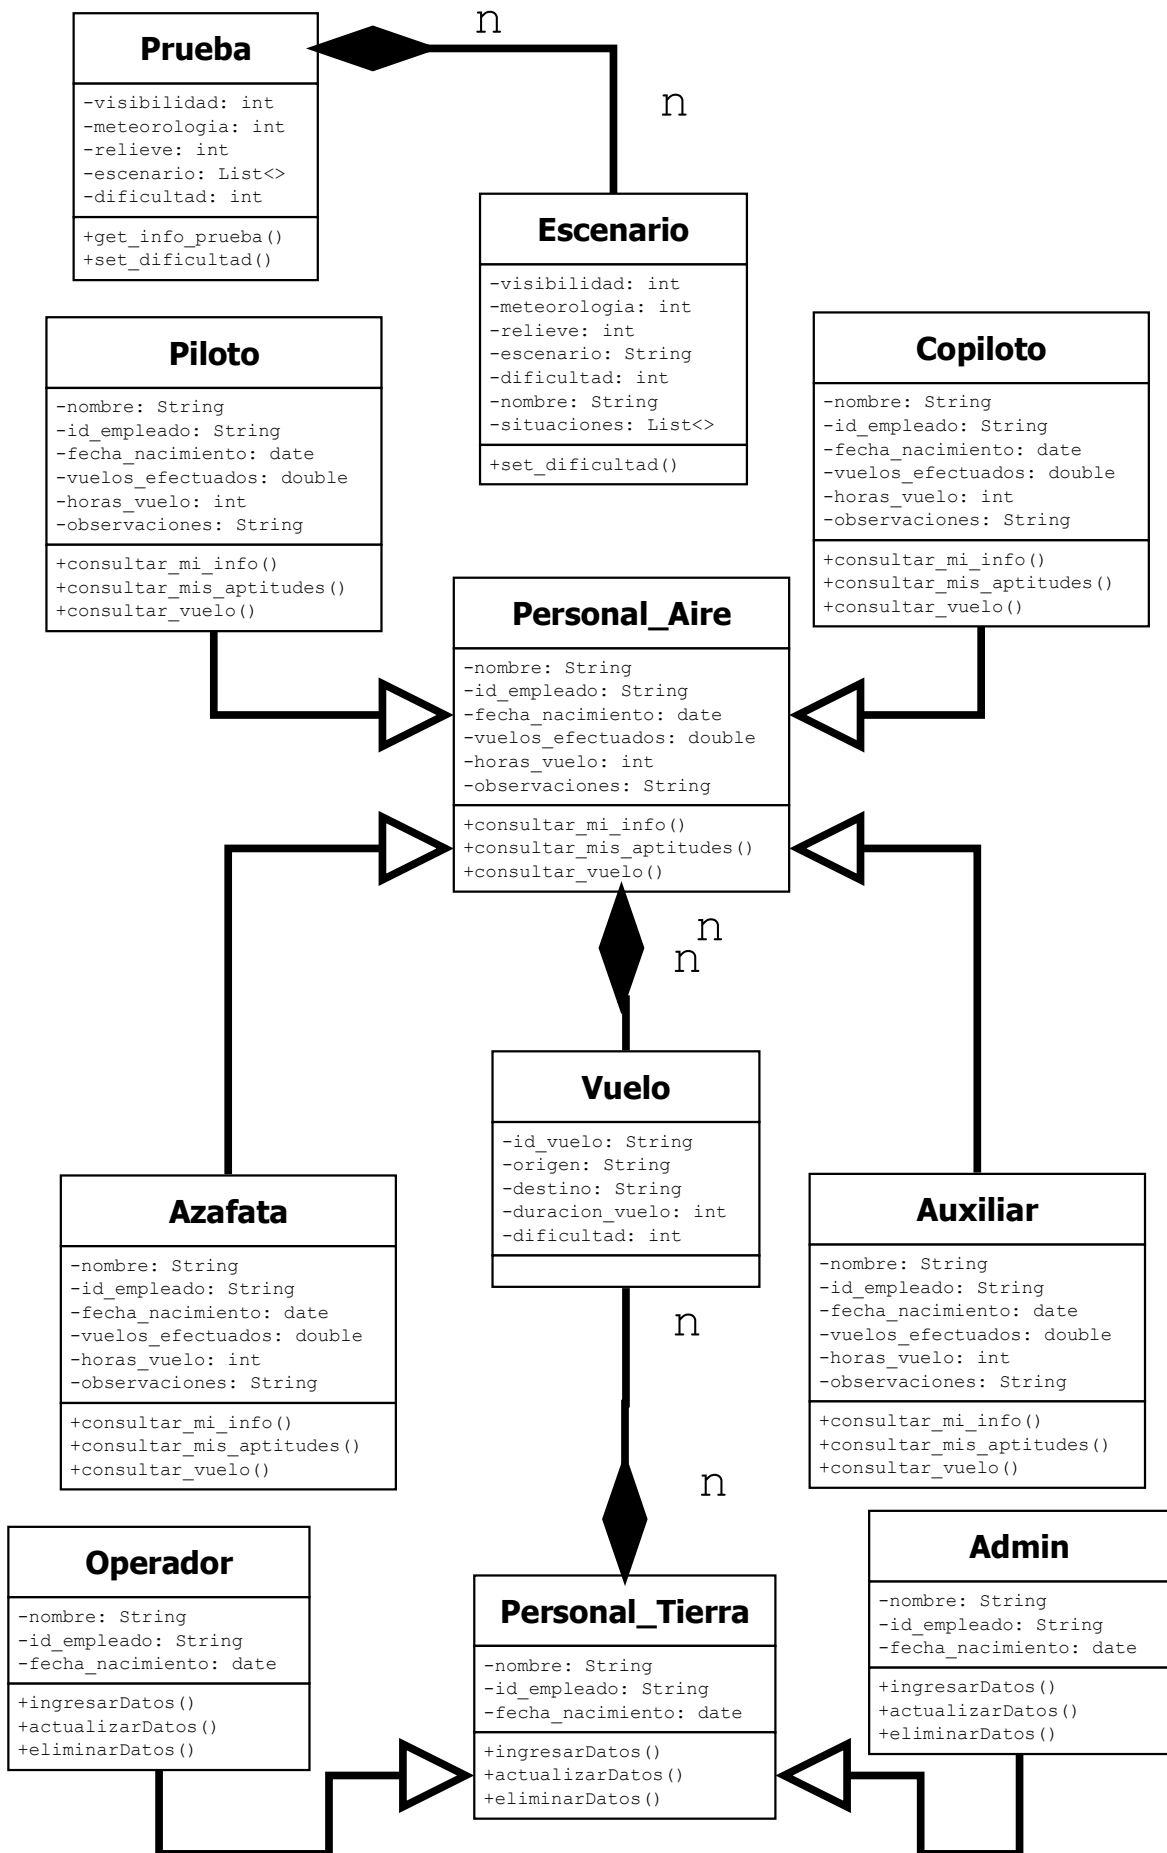 n
Prueba
-visibilidad: int
-meteorologia: int
-relieve: int
-escenario: List<>
-dificultad: int
+get_info_prueba()
+set_dificultad()
n
Escenario
-visibilidad: int
-meteorologia: int
-relieve: int
-escenario: String
-dificultad: int
-nombre: String
-situaciones: List<>
+set_dificultad()
Piloto
-nombre: String
-id_empleado: String
-fecha_nacimiento: date
-vuelos_efectuados: double
-horas_vuelo: int
-observaciones: String
+consultar_mi_info()
+consultar_mis_aptitudes()
+consultar_vuelo()
Copiloto
-nombre: String
-id_empleado: String
-fecha_nacimiento: date
-vuelos_efectuados: double
-horas_vuelo: int
-observaciones: String
+consultar_mi_info()
+consultar_mis_aptitudes()
+consultar_vuelo()
Personal_Aire
-nombre: String
-id_empleado: String
-fecha_nacimiento: date
-vuelos_efectuados: double
-horas_vuelo: int
-observaciones: String
+consultar_mi_info()
+consultar_mis_aptitudes()
+consultar_vuelo()
n
n
Vuelo
-id_vuelo: String
-origen: String
-destino: String
-duracion_vuelo: int
-dificultad: int
Azafata
-nombre: String
-id_empleado: String
-fecha_nacimiento: date
-vuelos_efectuados: double
-horas_vuelo: int
-observaciones: String
+consultar_mi_info()
+consultar_mis_aptitudes()
+consultar_vuelo()
Auxiliar
-nombre: String
-id_empleado: String
-fecha_nacimiento: date
-vuelos_efectuados: double
-horas_vuelo: int
-observaciones: String
+consultar_mi_info()
+consultar_mis_aptitudes()
+consultar_vuelo()
n
n
Operador
-nombre: String
-id_empleado: String
-fecha_nacimiento: date
+ingresarDatos()
+actualizarDatos()
+eliminarDatos()
Personal_Tierra
-nombre: String
-id_empleado: String
-fecha_nacimiento: date
+ingresarDatos()
+actualizarDatos()
+eliminarDatos()
Admin
-nombre: String
-id_empleado: String
-fecha_nacimiento: date
+ingresarDatos()
+actualizarDatos()
+eliminarDatos()